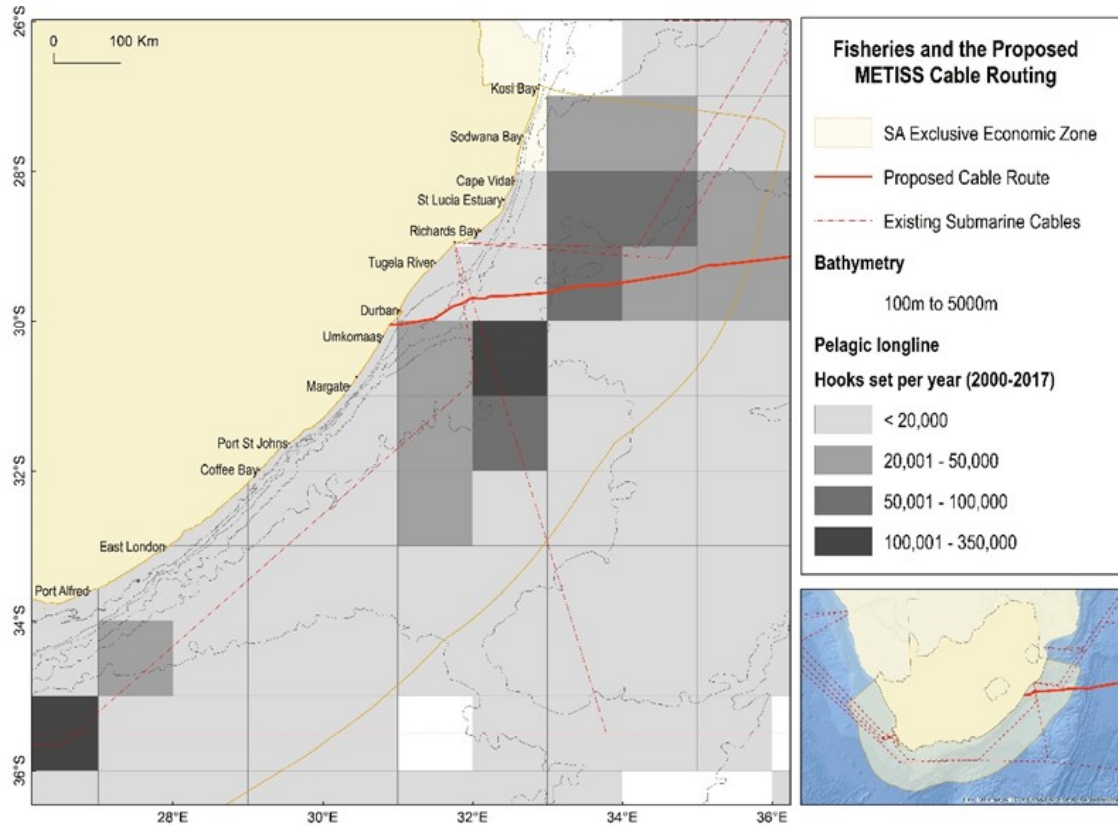 26°S
28°S
30°S
32°S
34°S
36°S
0 100 Km
Kosi Bay
Sodwana Bay
Cape Vidal
St Lucia Estuary
Richards Bay
Tugela River
Durban
Umkomaas
Margate
Port St Johns
Coffee Bay
East London
Port Alfred
28°E 30°E 32°E 34°E 36°E
Fisheries and the Proposed
METISS Cable Routing
SA Exclusive Economic Zone
Proposed Cable Route
Existing Submarine Cables
Bathymetry
100m to 5000m
Pelagic longline
Hooks set per year (2000-2017)
< 20,000
20,001 - 50,000
50,001 - 100,000
100,001 - 350,000